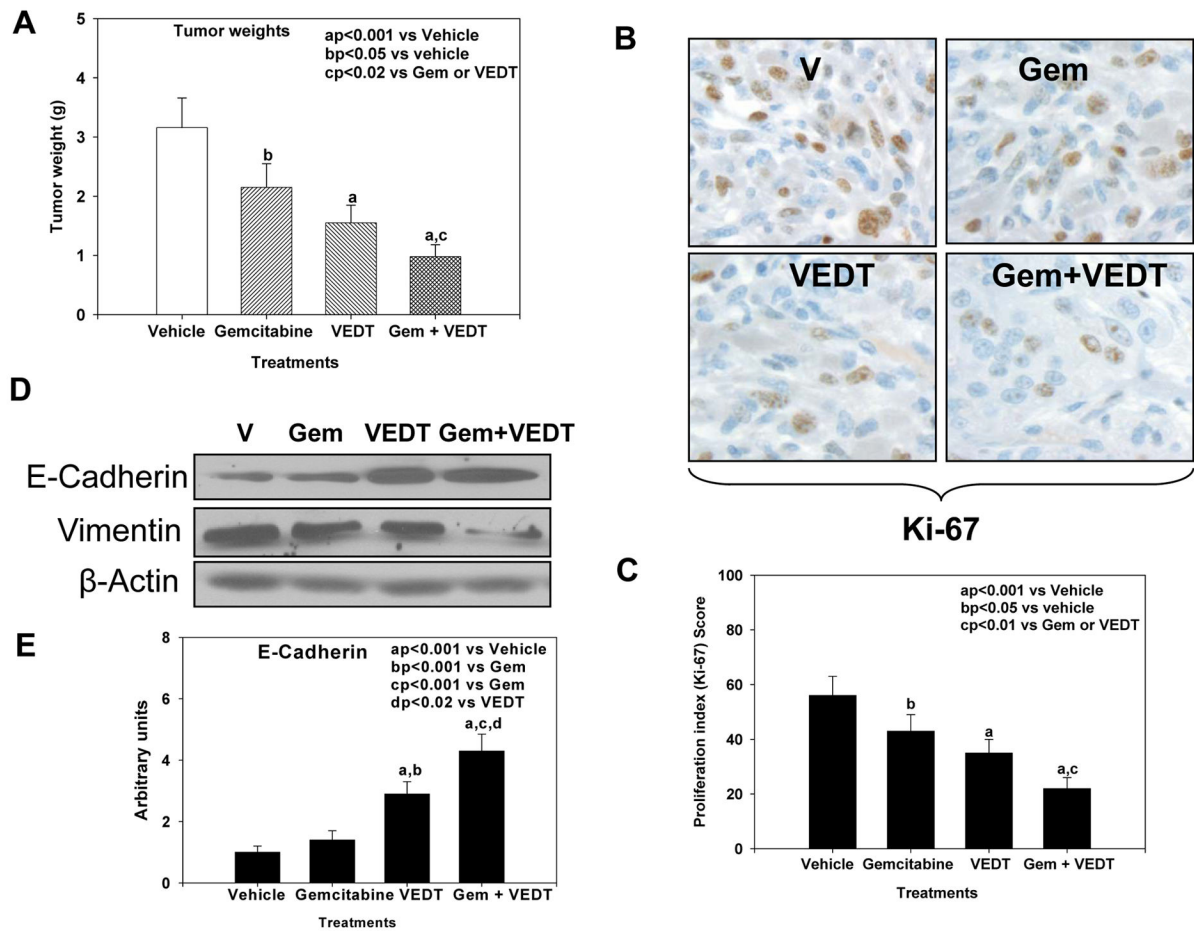 A
Tumor weights
ap<0.001 vs Vehicle
bp<0.05 vs vehicle
cp<0.02 vs Gem or VEDT
Tumor weight (g)
5
4
3
2
1
0
b
a
a,c
Vehicle Gemcitabine VEDT Gem + VEDT
Treatments
B
V
Gem
VEDT
Gem+VEDT
Ki-67
D
V Gem VEDT Gem+VEDT
E-Cadherin
Vimentin
β-Actin
C
ap<0.001 vs Vehicle
bp<0.05 vs vehicle
cp<0.01 vs Gem or VEDT
Proliferation index (Ki-67) Score
100
80
60
40
20
0
b
a
a,c
Vehicle Gemcitabine VEDT Gem + VEDT
Treatments
E
E-Cadherin
ap<0.001 vs Vehicle
bp<0.001 vs Gem
cp<0.001 vs Gem
dp<0.02 vs VEDT
Arbitrary units
8
6
4
2
0
a,b
a,c,d
Vehicle Gemcitabine VEDT Gem + VEDT
Treatments